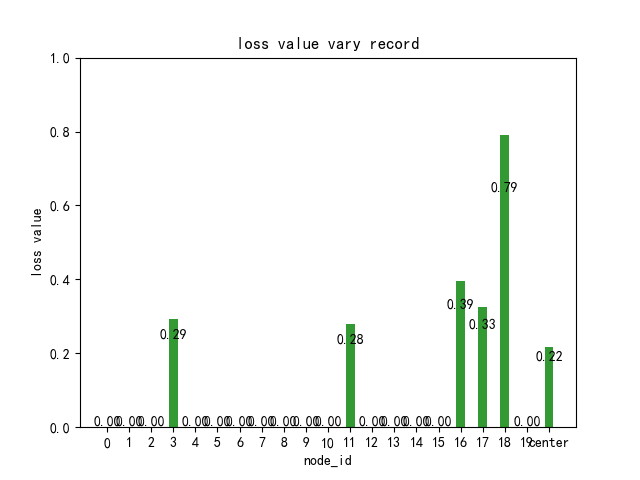 loss value vary record
1.0
0.8
0.6
0.4
0.2
0.0
loss value
0.00 0.00 0.00 0.29 0.00 0.00 0.00 0.00 0.00 0.00 0.00 0.28 0.00 0.00 0.00 0.00 0.39 0.33 0.79 0.00 0.22
0 1 2 3 4 5 6 7 8 9 10 11 12 13 14 15 16 17 18 19 center
node_id